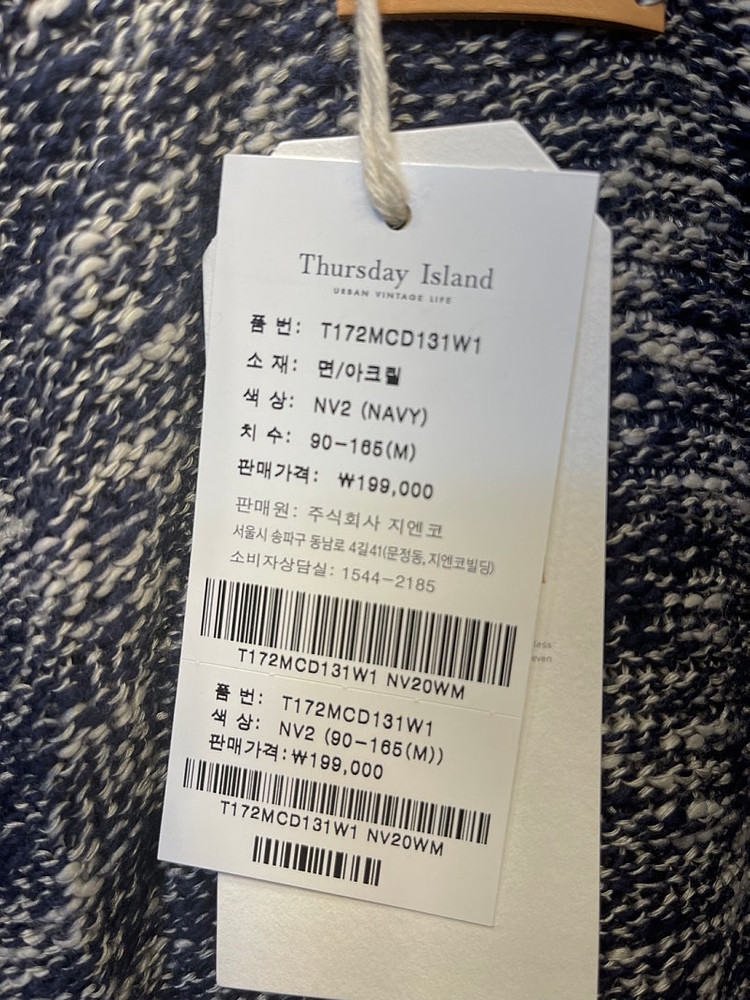 Thursday Island
URBAN VINTAGE LIFE
품 번: T172MCD131W1
소 재: 면/아크릴
색 상: NV2 (NAVY)
치 수: 90-165(M)
판매가격: ₩199,000
판매원: 주식회사 지엔코
서울시 송파구 동남로 4길41(문정동,지엔코빌딩)
소비자상담실: 1544-2185
T172MCD131W1 NV20WM
품 번: T172MCD131W1
색 상: NV2 (90-165(M))
판매가격:₩199,000
T172MCD131W1 NV20WM
lass
even